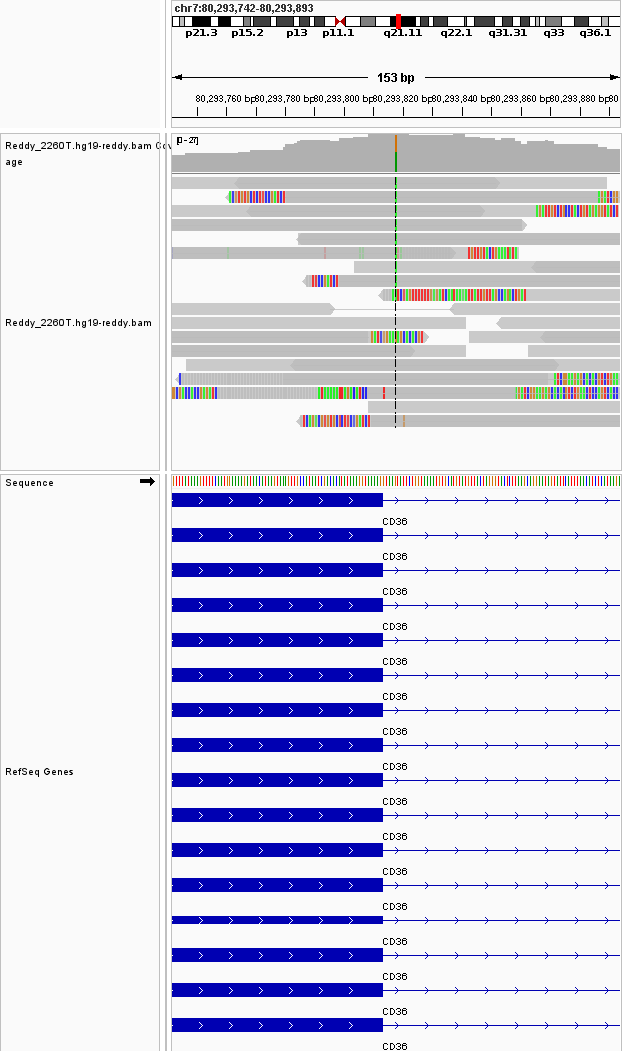 chr7:80,293,742-80,293,893
p21.3 p15.2 p13 p11.1 q21.11 q22.1 q31.31 q33 q36.1
153 bp
80,293,760 bp 80,293,780 bp 80,293,800 bp 80,293,820 bp 80,293,840 bp 80,293,860 bp 80,293,880 bp 80
Reddy_2260T.hg19-reddy.bam Cov
age
[0 - 27]
Reddy_2260T.hg19-reddy.bam
Sequence
CD36
CD36
CD36
CD36
CD36
CD36
CD36
CD36
RefSeq Genes
CD36
CD36
CD36
CD36
CD36
CD36
CD36
CD36